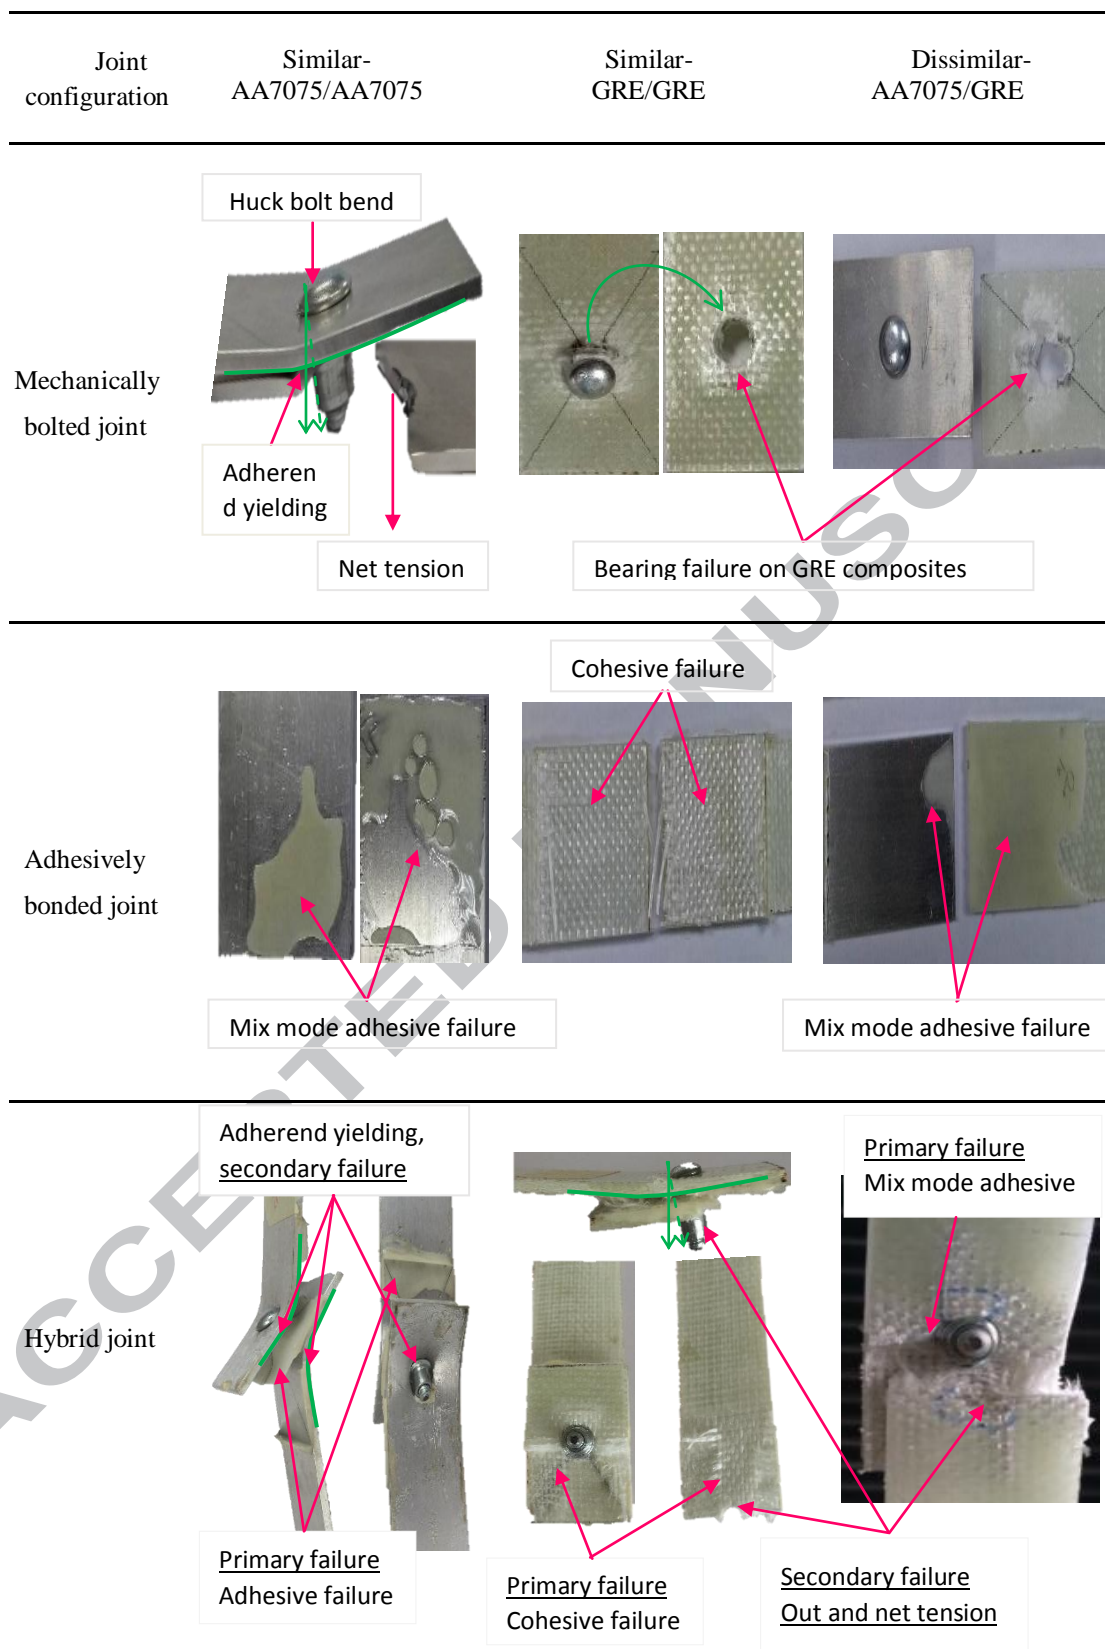 Joint
configuration
Similar-
AA7075/AA7075
Similar-
GRE/GRE
Dissimilar-
AA7075/GRE
Mechanically
bolted joint
Huck bolt bend
Adheren
d yielding
Net tension
Bearing failure on GRE composites
Adhesively
bonded joint
Cohesive failure
Mix mode adhesive failure
Mix mode adhesive failure
Hybrid joint
Adherend yielding,
secondary failure
Primary failure
Mix mode adhesive
Primary failure
Adhesive failure
Primary failure
Cohesive failure
Secondary failure
Out and net tension
ACCEPTED MANUSC